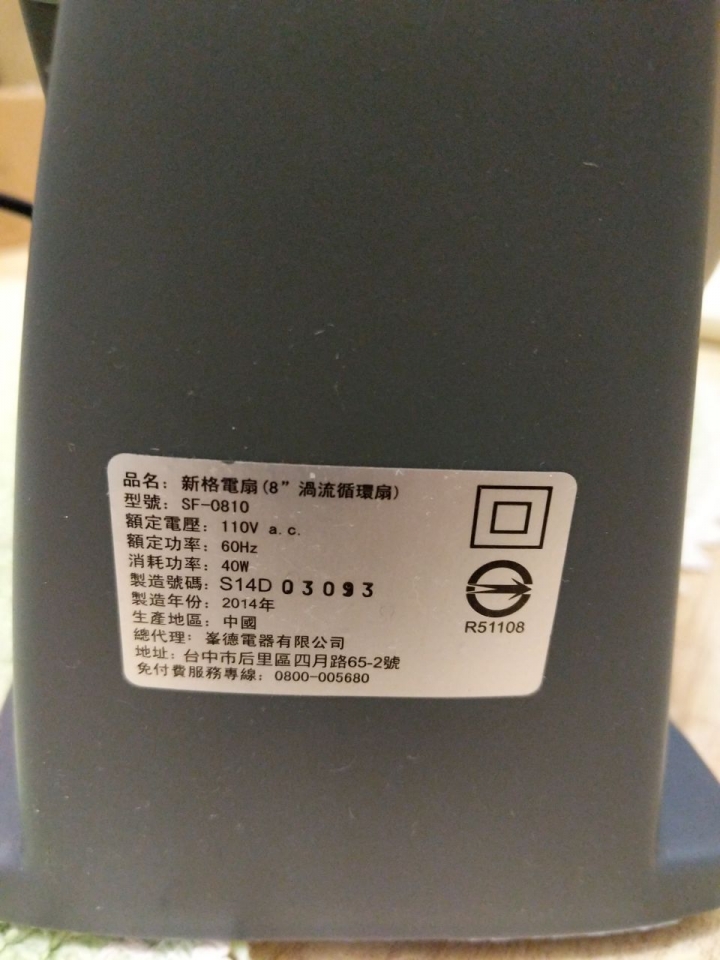 品名：新格電扇(8”渦流循環扇)
型號：SF-0810
額定電壓：110V a.c.
額定功率：60Hz
消耗功率：40W
製造號碼：S14D 03093
製造年份：2014年
生產地區：中國
總代理：峯德電器有限公司
地址：台中市后里區四月路65-2號
免付費服務專線：0800-005680
R51108